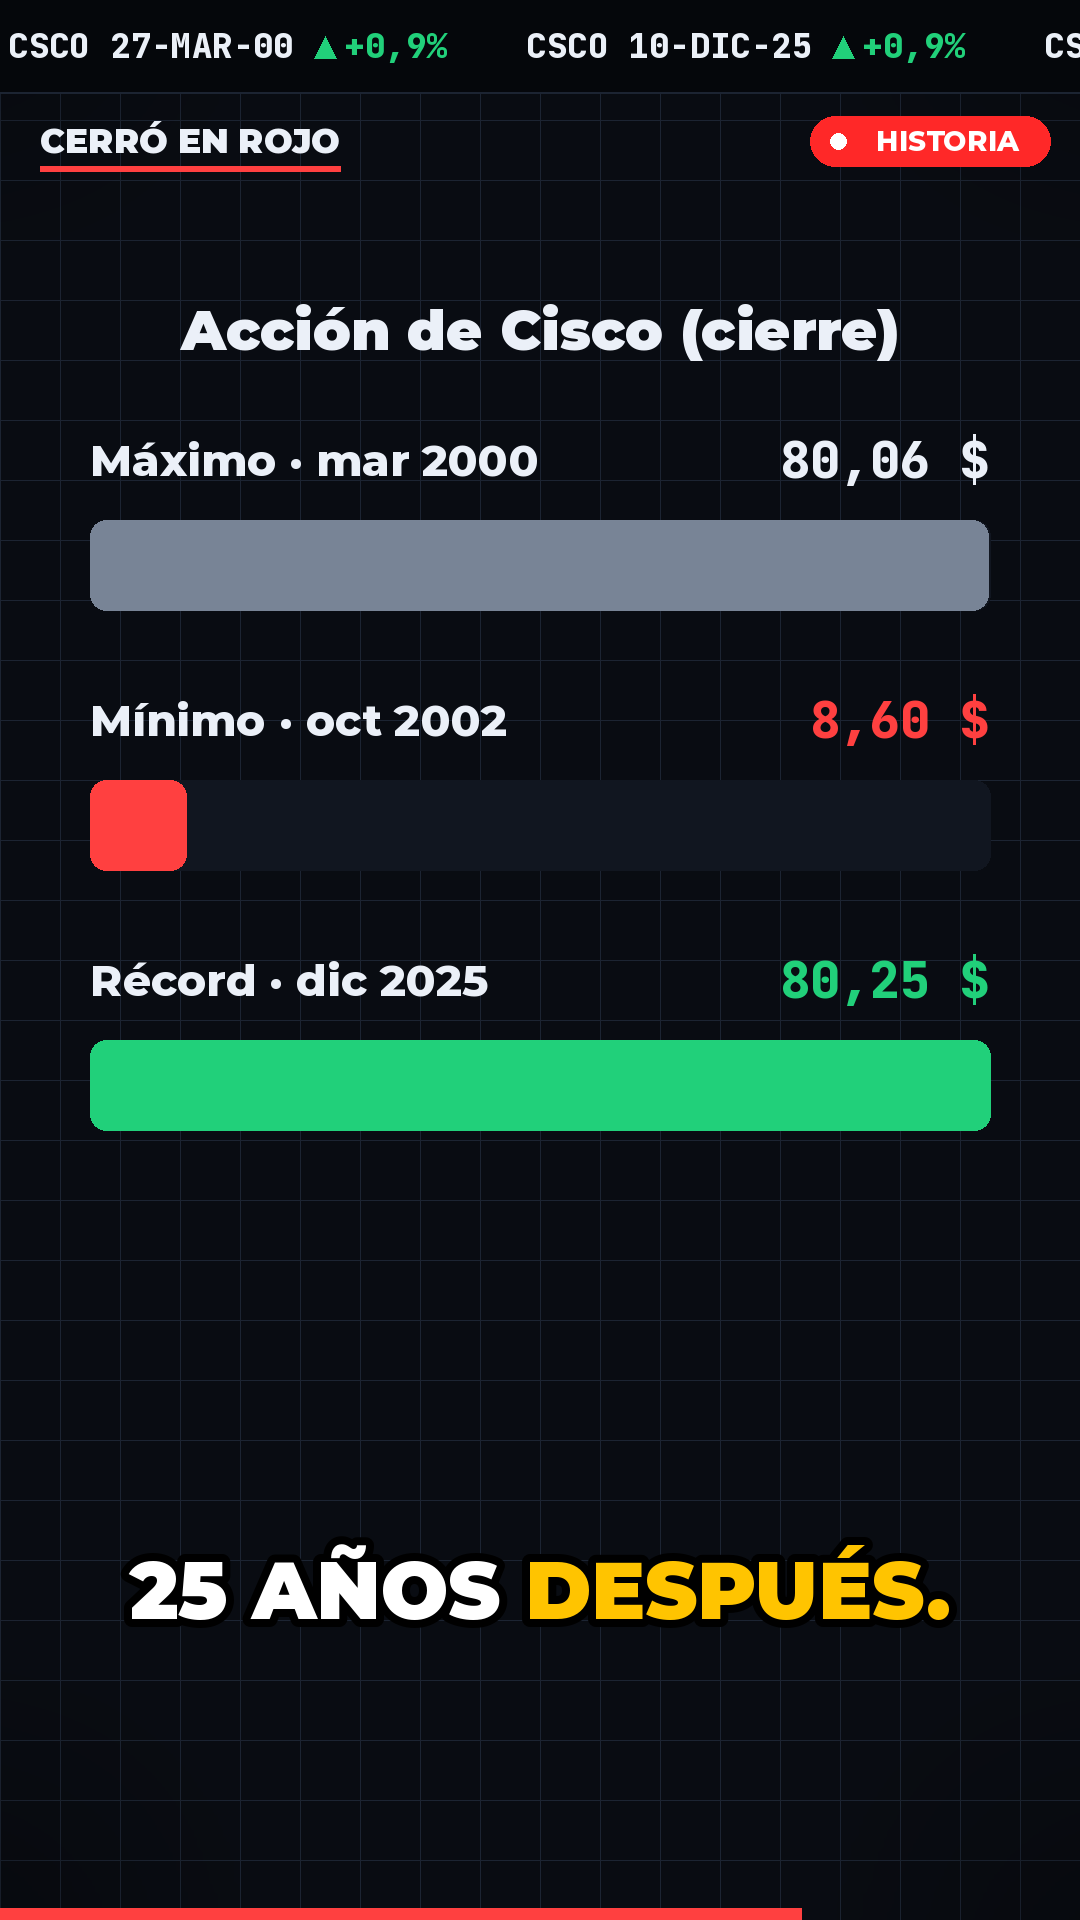 CSCO 27-MAR-00 ▲+0,9% CSCO 10-DIC-25 ▲+0,9% CS
CERRÓ EN ROJO
HISTORIA
Acción de Cisco (cierre)
Máximo · mar 2000 80,06 $
Mínimo · oct 2002 8,60 $
Récord · dic 2025 80,25 $
25 AÑOS DESPUÉS.